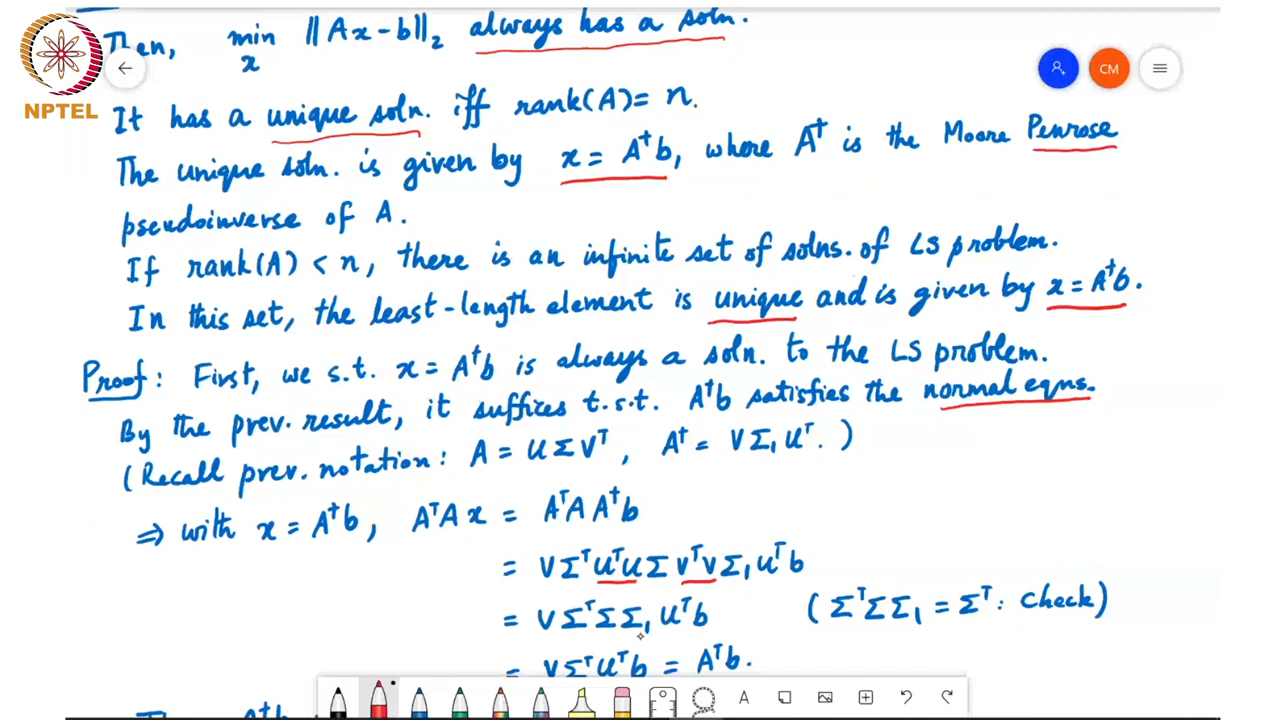 Then, min ‖Ax-b‖₂ always has a soln.
x
NPTEL
CM
It has a unique soln. iff rank(A) = n.
The unique soln. is given by x = A†b, where A† is the Moore Penrose
pseudoinverse of A.
If rank(A) < n, there is an infinite set of solns. of LS problem.
In this set, the least-length element is unique and is given by x = A†b.
Proof: First, we s.t. x = A†b is always a soln. to the LS problem.
By the prev. result, it suffices t.s.t. A†b satisfies the normal eqns.
(Recall prev. notation: A = UΣVᵀ, A† = VΣ₁Uᵀ.)
⇒ with x = A†b, AᵀAx = AᵀAA†b
= VΣᵀUᵀUΣVᵀVΣ₁Uᵀb
= VΣᵀΣΣ₁Uᵀb (ΣᵀΣΣ₁ = Σᵀ: check)
= VΣᵀUᵀb = Aᵀb.
A